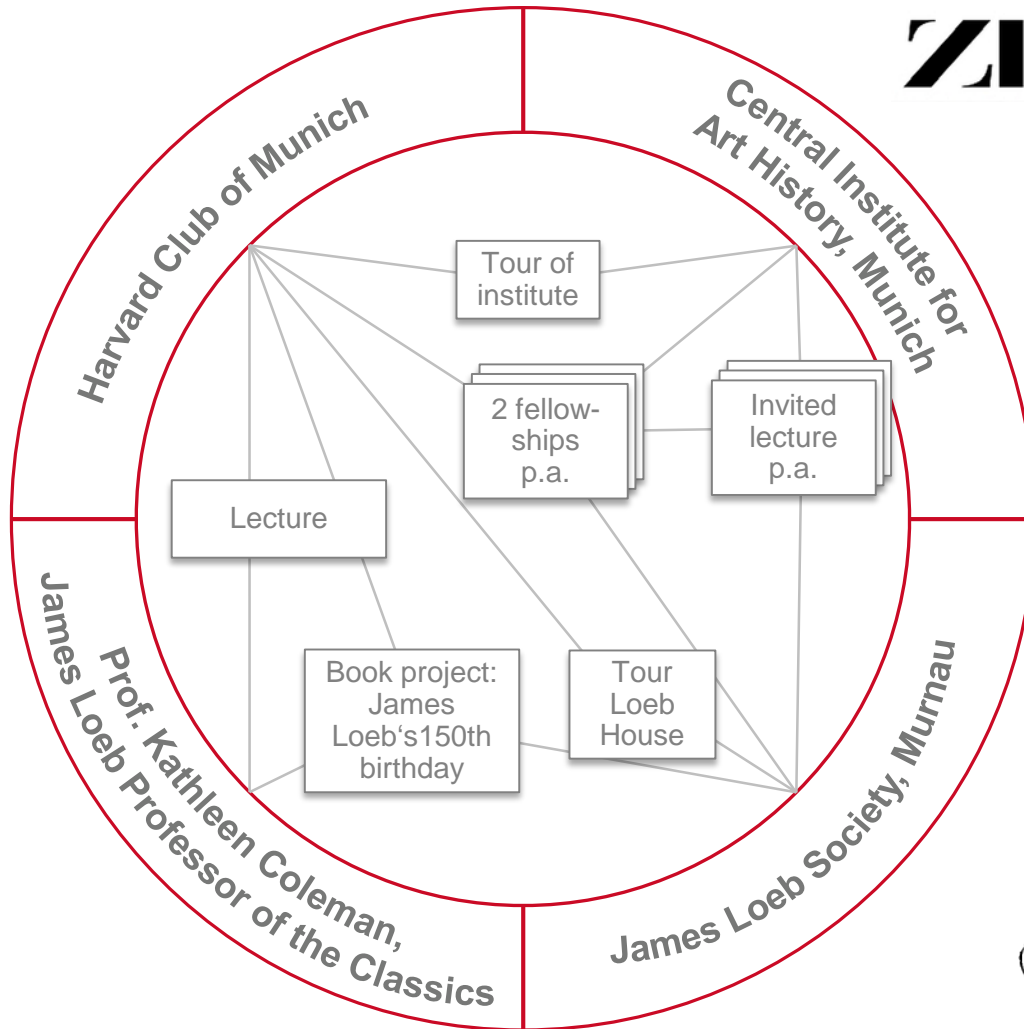 ZI
Harvard Club of Munich
Central Institute for
Art History, Munich
Tour of
institute
2 fellow-
ships
p.a.
Invited
lecture
p.a.
Lecture
Book project:
James
Loeb‘s150th
birthday
Tour
Loeb
House
Prof. Kathleen Coleman,
James Loeb Professor of the Classics
James Loeb Society, Murnau